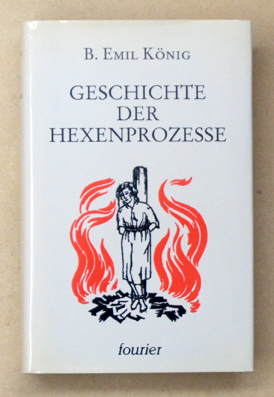 B. EMIL KÖNIG
GESCHICHTE
DER
HEXENPROZESSE
fourier